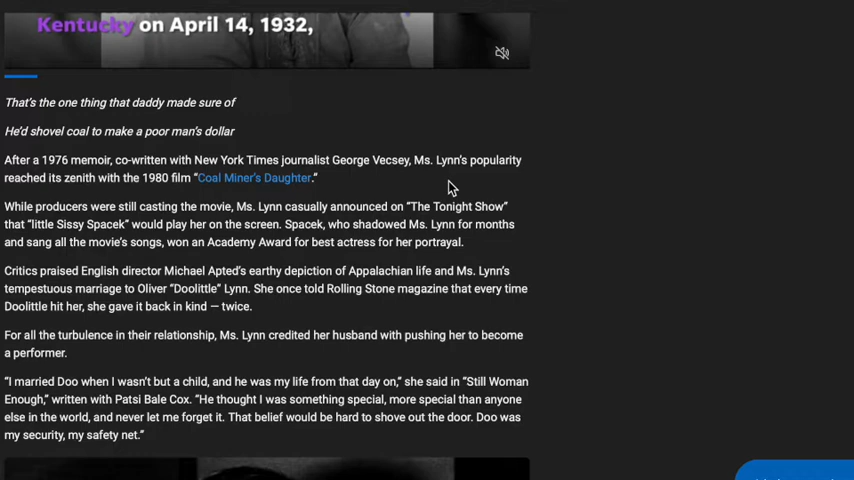 Kentucky on April 14, 1932,
That's the one thing that daddy made sure of
He'd shovel coal to make a poor man's dollar
After a 1976 memoir, co-written with New York Times journalist George Vecsey, Ms. Lynn's popularity
reached its zenith with the 1980 film “Coal Miner's Daughter.”
While producers were still casting the movie, Ms. Lynn casually announced on “The Tonight Show”
that “little Sissy Spacek” would play her on the screen. Spacek, who shadowed Ms. Lynn for months
and sang all the movie's songs, won an Academy Award for best actress for her portrayal.
Critics praised English director Michael Apted's earthy depiction of Appalachian life and Ms. Lynn's
tempestuous marriage to Oliver “Doolittle” Lynn. She once told Rolling Stone magazine that every time
Doolittle hit her, she gave it back in kind — twice.
For all the turbulence in their relationship, Ms. Lynn credited her husband with pushing her to become
a performer.
“I married Doo when I wasn't but a child, and he was my life from that day on,” she said in “Still Woman
Enough,” written with Patsi Bale Cox. “He thought I was something special, more special than anyone
else in the world, and never let me forget it. That belief would be hard to shove out the door. Doo was
my security, my safety net.”